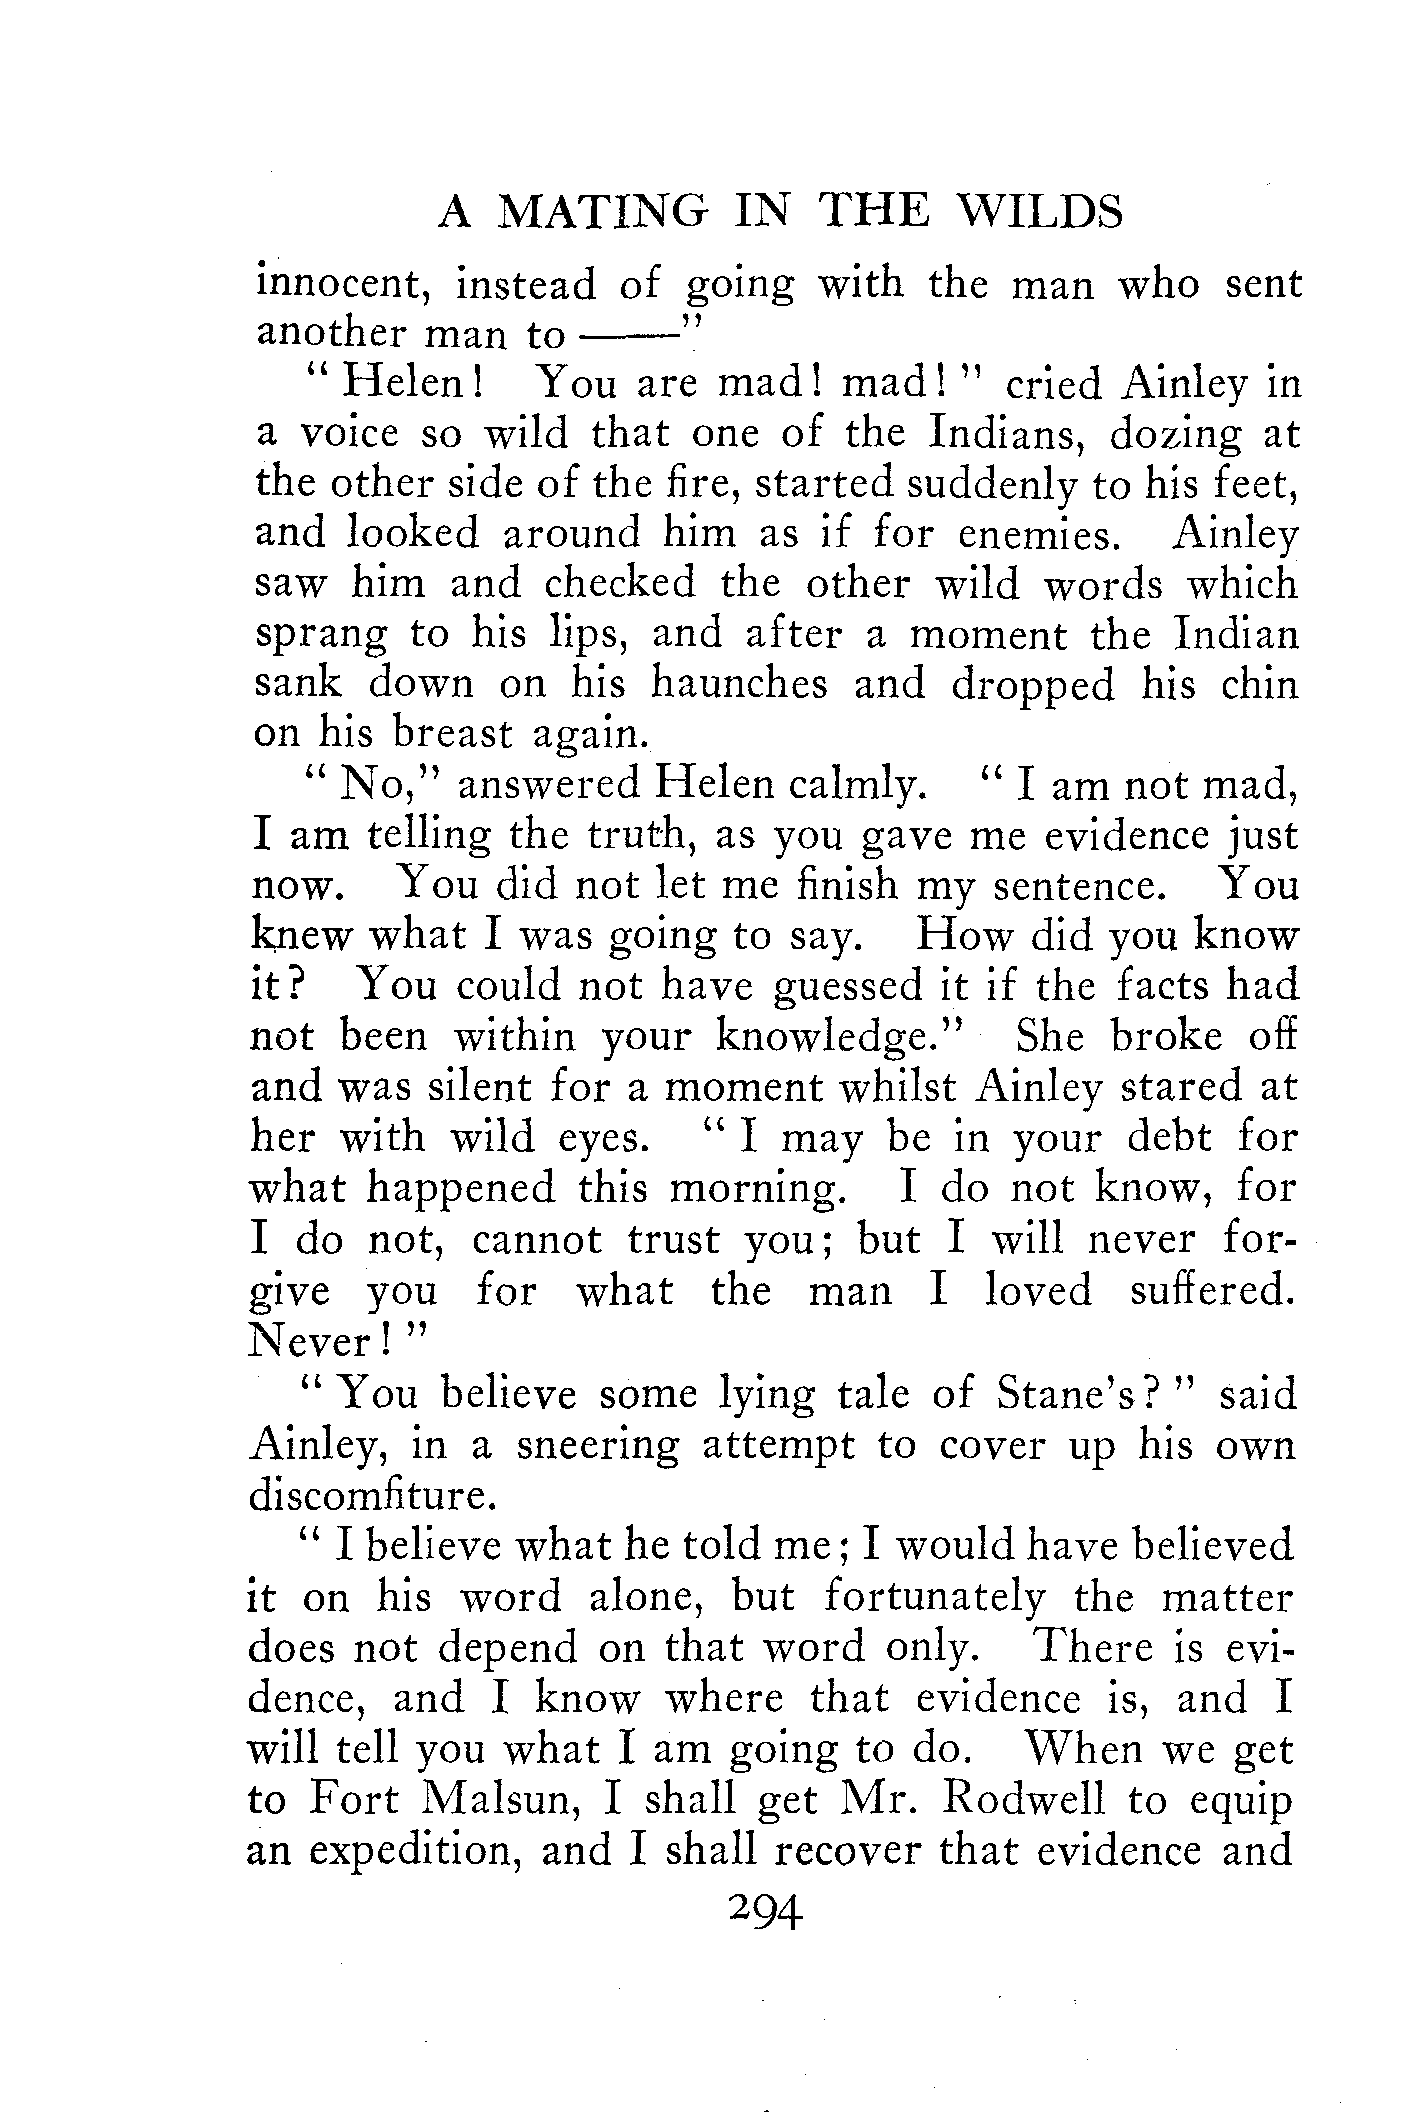 A MATING IN THE WILDS
innocent, instead of going with the man who sent
another man to ——"
" Helen! You are mad! mad! " cried Ainley in
a voice so wild that one of the Indians, dozing at
the other side of the fire, started suddenly to his feet,
and looked around him as if for enemies. Ainley
saw him and checked the other wild words which
sprang to his lips, and after a moment the Indian
sank down on his haunches and dropped his chin
on his breast again.
" No," answered Helen calmly. " I am not mad,
I am telling the truth, as you gave me evidence just
now. You did not let me finish my sentence. You
knew what I was going to say. How did you know
it? You could not have guessed it if the facts had
not been within your knowledge." She broke off
and was silent for a moment whilst Ainley stared at
her with wild eyes. " I may be in your debt for
what happened this morning. I do not know, for
I do not, cannot trust you; but I will never for-
give you for what the man I loved suffered.
Never! "
" You believe some lying tale of Stane's? " said
Ainley, in a sneering attempt to cover up his own
discomfiture.
" I believe what he told me; I would have believed
it on his word alone, but fortunately the matter
does not depend on that word only. There is evi-
dence, and I know where that evidence is, and I
will tell you what I am going to do. When we get
to Fort Malsun, I shall get Mr. Rodwell to equip
an expedition, and I shall recover that evidence and
294